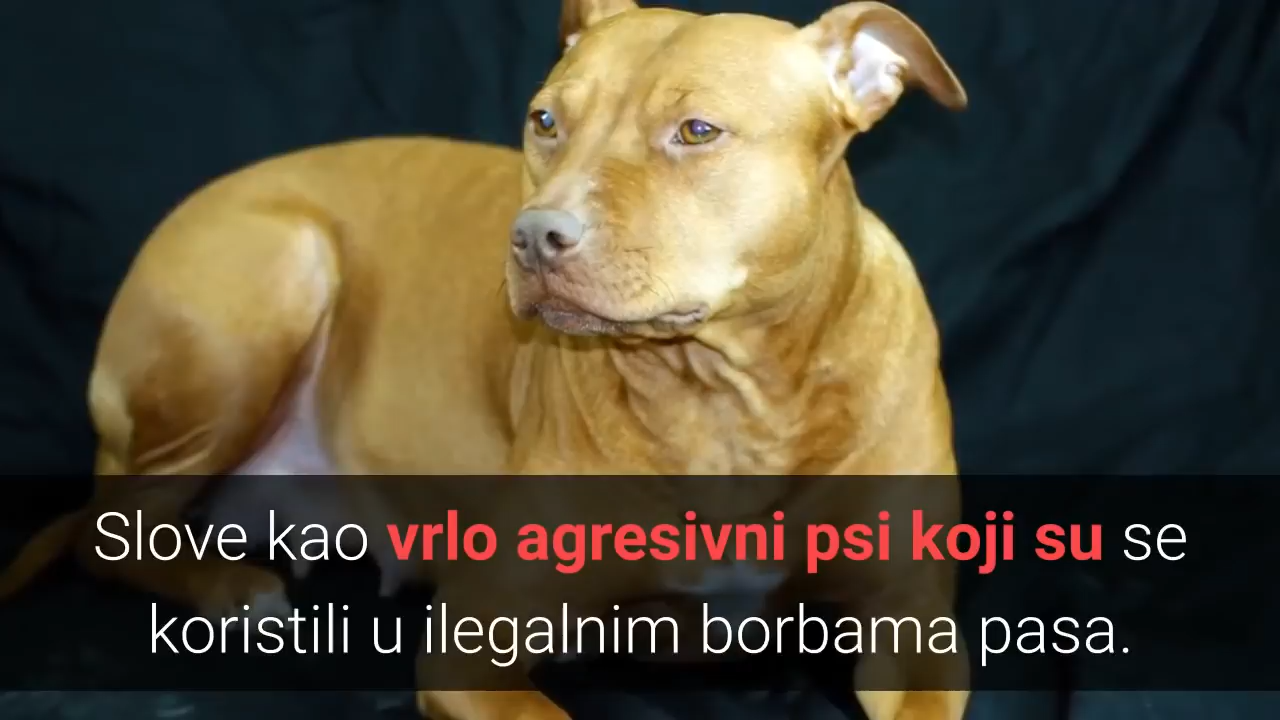 Slove kao vrlo agresivni psi koji su se
koristili u ilegalnim borbama pasa.